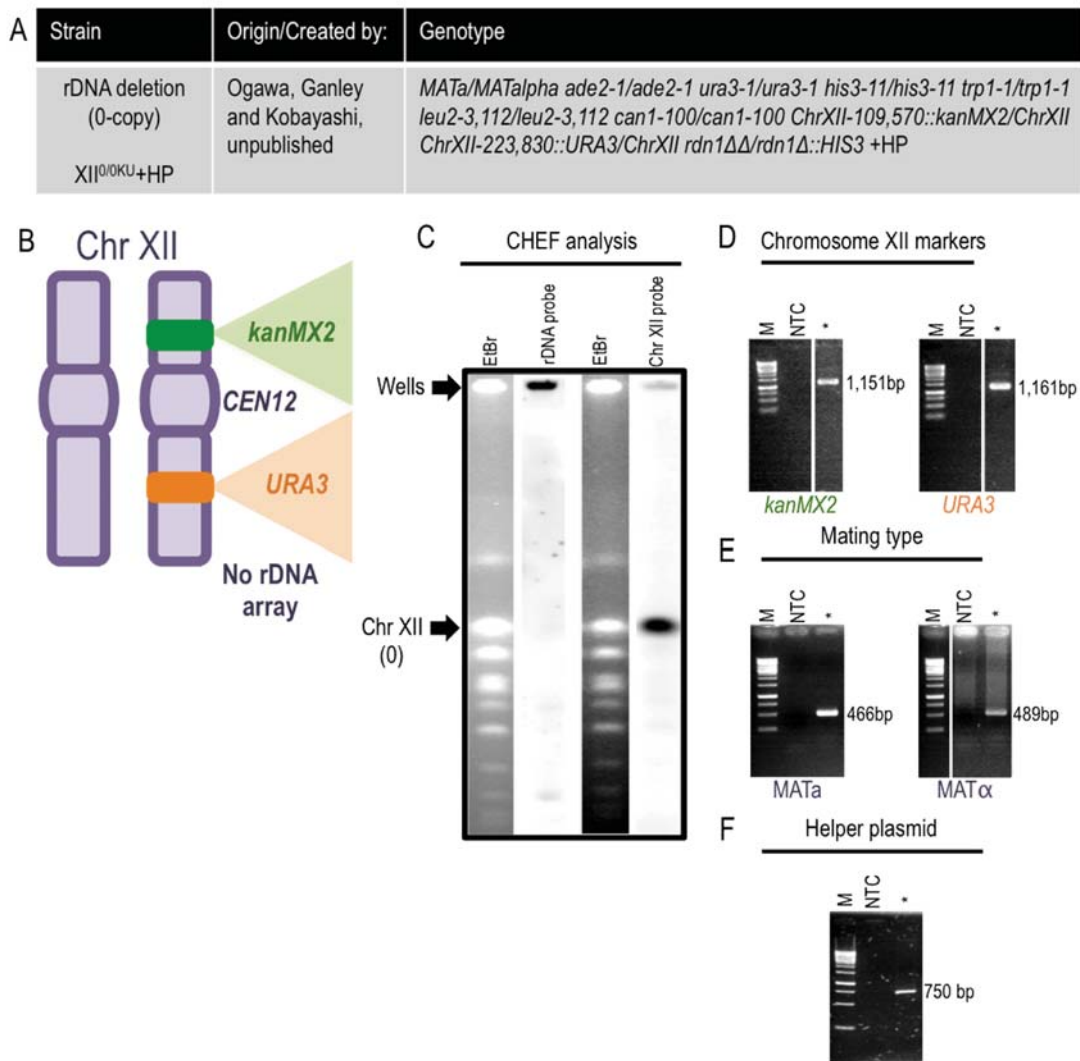 A
Strain
Origin/Created by:
Genotype
rDNA deletion
(0-copy)
XII0/0KU+HP
Ogawa, Ganley
and Kobayashi,
unpublished
MATa/MATalpha ade2-1/ade2-1 ura3-1/ura3-1 his3-11/his3-11 trp1-1/trp1-1
leu2-3,112/leu2-3,112 can1-100/can1-100 ChrXII-109,570::kanMX2/ChrXII
ChrXII-223,830::URA3/ChrXII rdn1ΔΔ/rdn1Δ::HIS3 +HP
B
Chr XII
kanMX2
CEN12
URA3
No rDNA
array
C
CHEF analysis
EtBr
rDNA probe
EtBr
Chr XII probe
Wells
Chr XII
(0)
D
Chromosome XII markers
M
NTC
*
1,151bp
kanMX2
M
NTC
*
1,161bp
URA3
E
Mating type
M
NTC
*
466bp
MATa
M
NTC
*
489bp
MATα
F
Helper plasmid
M
NTC
*
750 bp